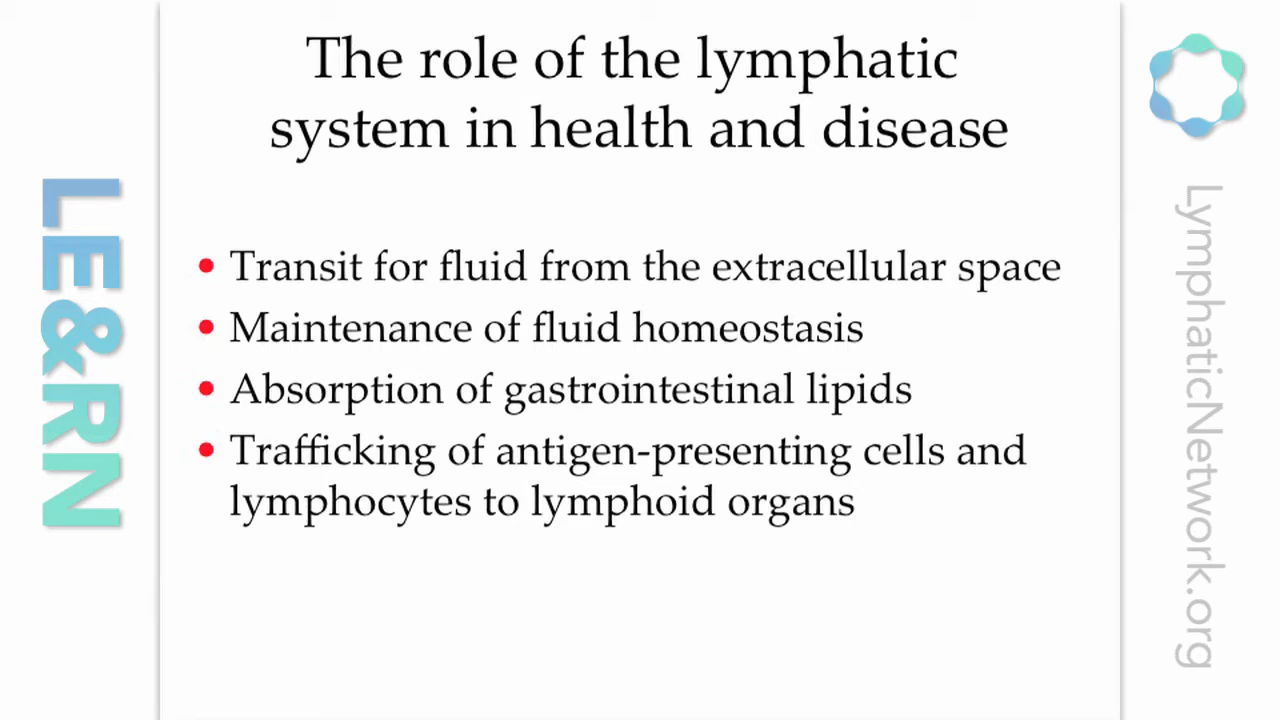 The role of the lymphatic
system in health and disease
• Transit for fluid from the extracellular space
• Maintenance of fluid homeostasis
• Absorption of gastrointestinal lipids
• Trafficking of antigen-presenting cells and
lymphocytes to lymphoid organs
LE&RN
LymphaticNetwork.org